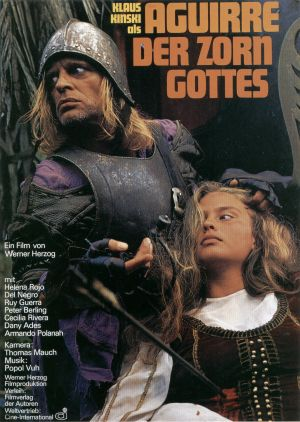 KLAUS
KINSKI
als
AGUIRRE
DER ZORN
GOTTES
Ein Film von
Werner Herzog
mit
Helena Rojo
Del Negro
Ruy Guerra
Peter Berling
Cecilia Rivera
Dany Ades
Armando Polanah
Kamera:
Thomas Mauch
Musik:
Popol Vuh
Werner Herzog
Filmproduktion
Verleih:
Filmverlag
der Autoren
Weltvertrieb:
Cine-International